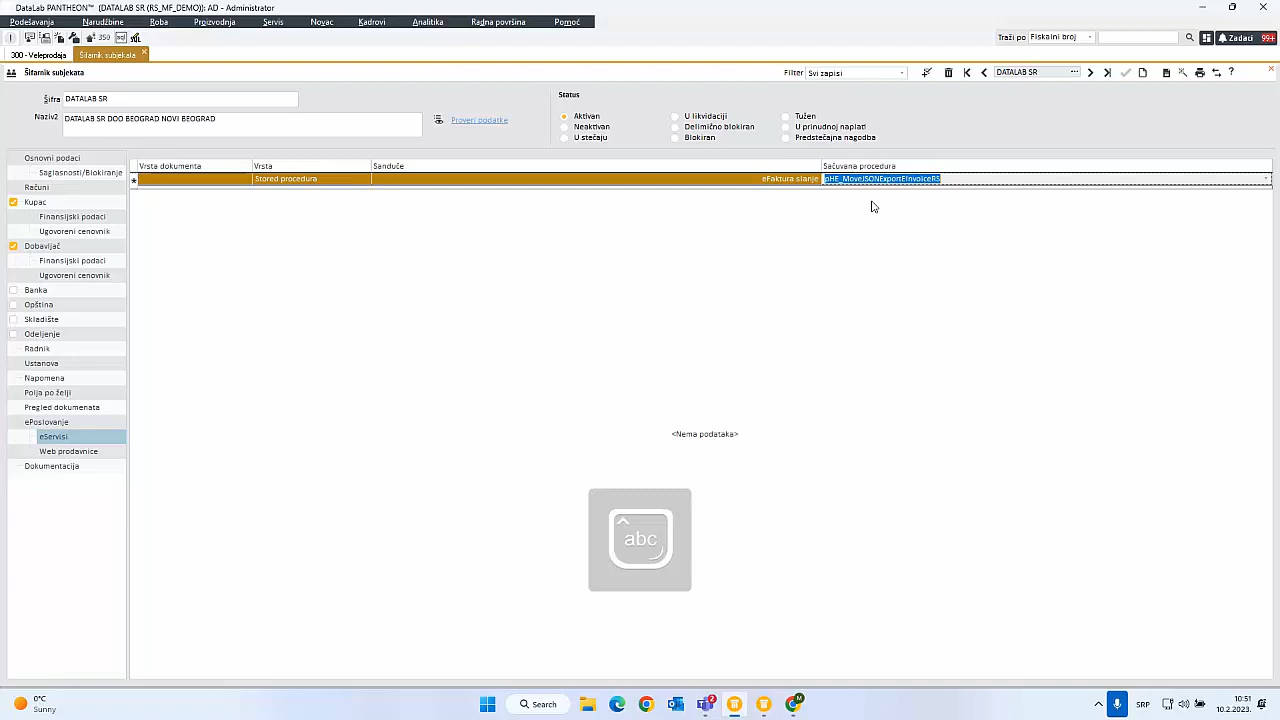 DataLab PANTHEON™ (DATALAB SR (RS_MF_DEMO)); AD - Administrator
Podešavanja Narudžbine Roba Proizvodnja Servis Novac Kadrovi Analitika Radna površina Pomoć
350 Traži po Fiskalni broj Zadaci 99+
300 - Veleprodaja Šifarnik subjekata
Šifarnik subjekata Filter Svi zapisi DATALAB SR
Šifra DATALAB SR
Naziv2 DATALAB SR DOO BEOGRAD NOVI BEOGRAD
Proveri podatke
Status
Aktivan U likvidaciji Tužen
Neaktivan Delimično blokiran U prinudnoj naplati
U stečaju Blokiran Predstečajna nagodba
Osnovni podaci
Saglasnosti/Blokiranje
Računi
Kupac
Finansijski podaci
Ugovoreni cenovnik
Dobavljač
Finansijski podaci
Ugovoreni cenovnik
Banka
Opština
Skladište
Odeljenje
Radnik
Ustanova
Napomena
Polja po želji
Pregled dokumenata
ePoslovanje
eServisi
Web prodavnice
Dokumentacija
Vrsta dokumenta Vrsta Sanduče Sačuvana procedura
Stored procedura eFaktura slanje pHE_MoveJSONExportEInvoiceRS
<Nema podataka>
abc
0°C
Sunny
Search
2
M
SRP
10:51
10.2.2023.